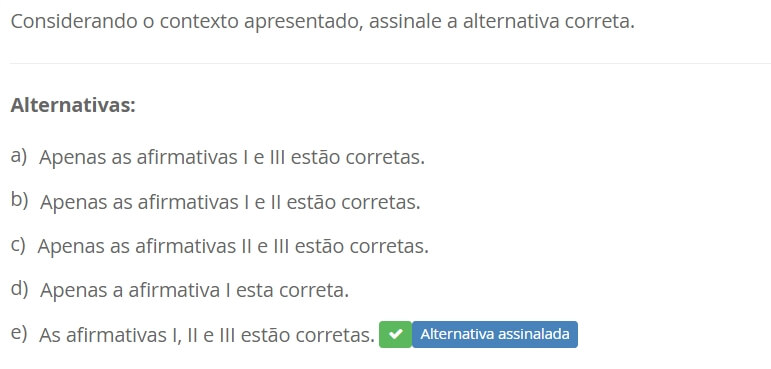 Considerando o contexto apresentado, assinale a alternativa correta.
Alternativas:
a) Apenas as afirmativas I e III estão corretas.
b) Apenas as afirmativas I e II estão corretas.
c) Apenas as afirmativas II e III estão corretas.
d) Apenas a afirmativa I esta correta.
e) As afirmativas I, II e III estão corretas. Alternativa assinalada